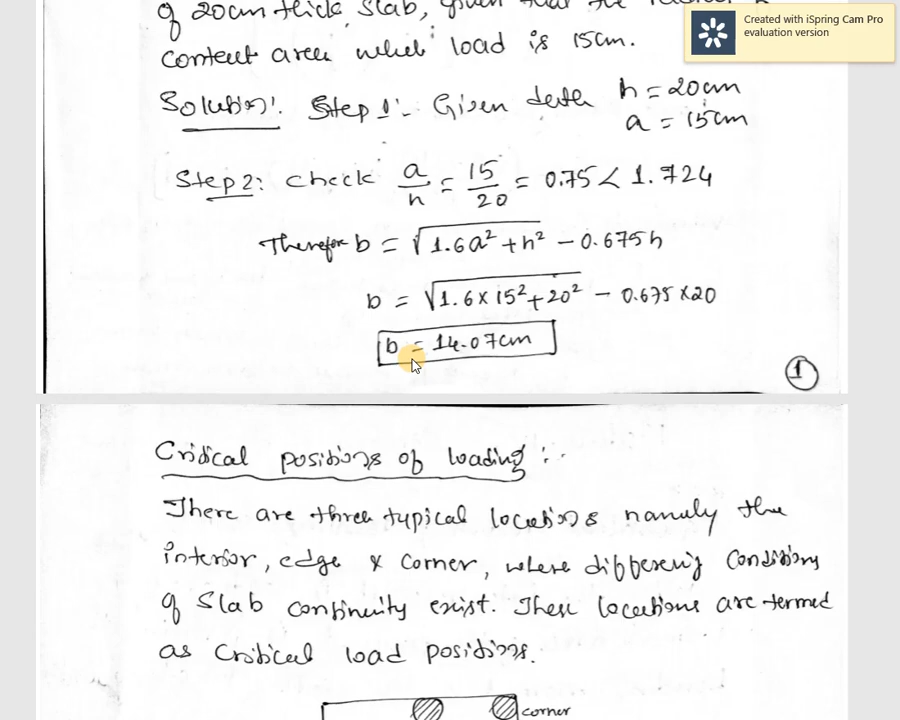 of 20cm thick slab, given that the radius
Created with iSpring Cam Pro
evaluation version
contact area wheel load is 15cm.
Solution:- Step 1:- Given data h = 20cm
a = 15cm
Step 2: Check a/h = 15/20 = 0.75 < 1.724
Therefor b = √1.6a² + h² - 0.675h
b = √1.6 x 15² + 20² - 0.675 x 20
b = 14.07cm
1
Critical positions of loading :-
There are three typical locations namely the
interior, edge & corner, where differing conditions
of slab continuity exist. These locations are termed
as critical load positions.
corner